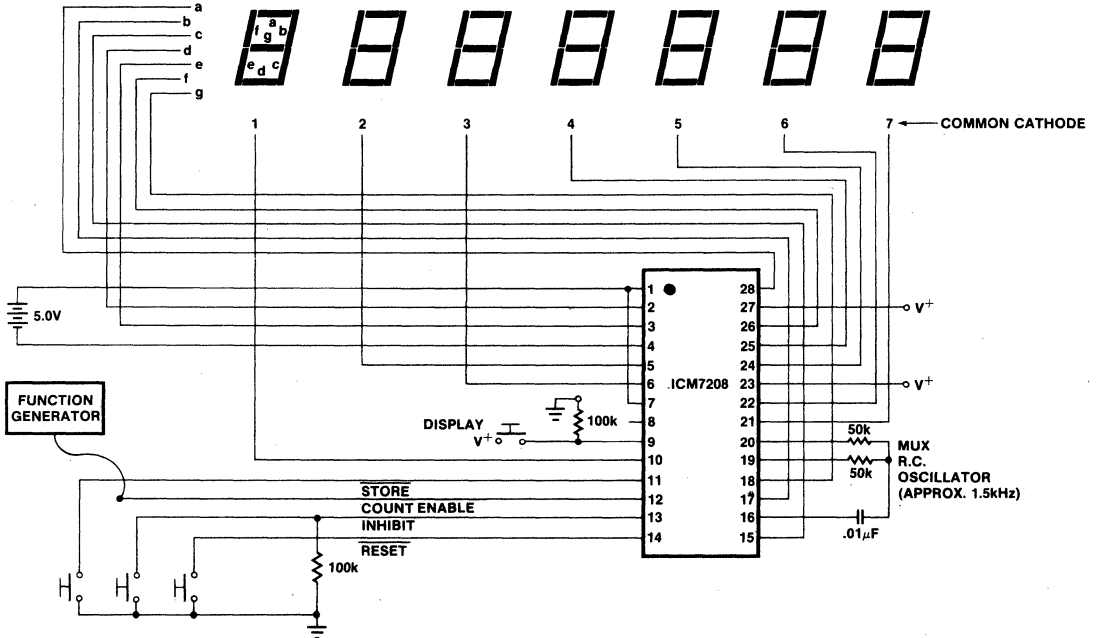 a
b
c
d
e
f
g
a
f b
g
e c
d
1 2 3 4 5 6 7 COMMON CATHODE
5.0V
FUNCTION
GENERATOR
DISPLAY
V+
100k
STORE
COUNT ENABLE
INHIBIT
RESET
100k
1
2
3
4
5
6
7
8
9
10
11
12
13
14
ICM7208
28
27
26
25
24
23
22
21
20
19
18
17
16
15
V+
V+
50k
50k
MUX
R.C.
OSCILLATOR
(APPROX. 1.5kHz)
.01µF